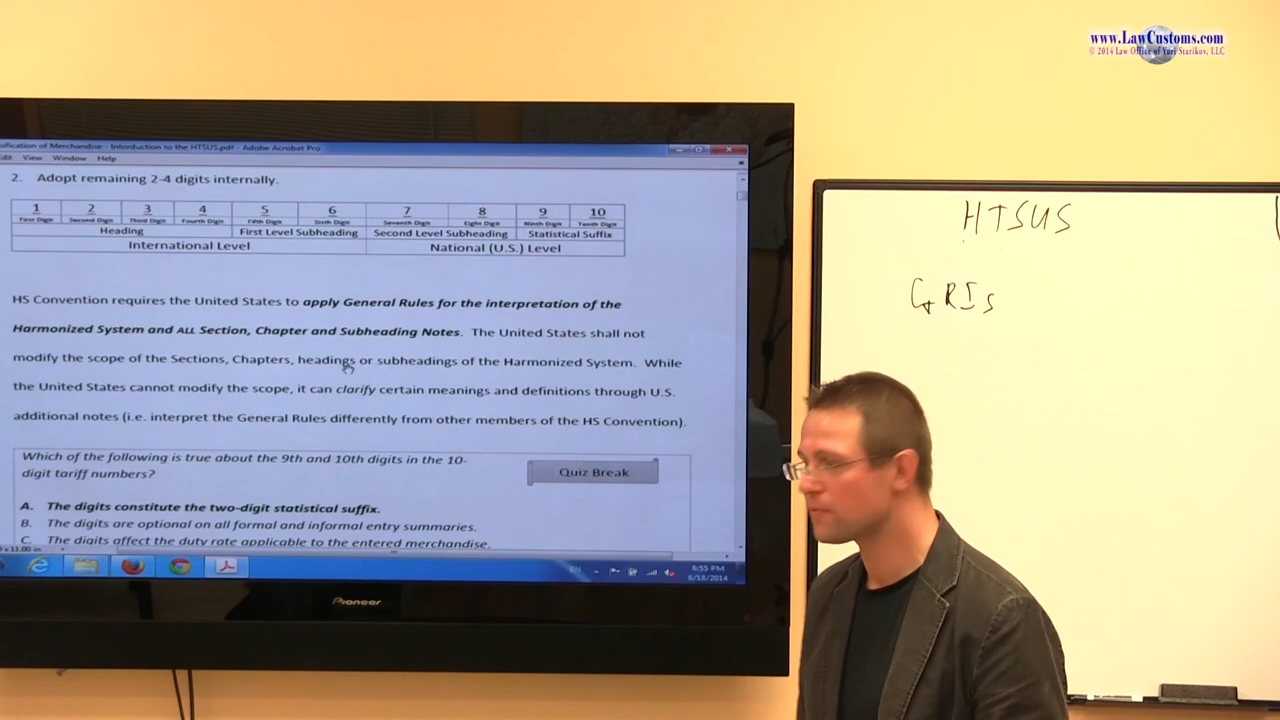 www.LawCustoms.com
© 2014 Law Office of Yuri Starikov, LLC
sification of Merchandise - Intorduction to the HTSUS.pdf - Adobe Acrobat Pro
dit View Window Help
2. Adopt remaining 2-4 digits internally.
1 2 3 4 5 6 7 8 9 10
First Digit Second Digit Third Digit Fourth Digit Fifth Digit Sixth Digit Seventh Digit Eight Digit Ninth Digit Tenth Digit
Heading First Level Subheading Second Level Subheading Statistical Suffix
International Level National (U.S.) Level
HS Convention requires the United States to apply General Rules for the interpretation of the
Harmonized System and ALL Section, Chapter and Subheading Notes. The United States shall not
modify the scope of the Sections, Chapters, headings or subheadings of the Harmonized System. While
the United States cannot modify the scope, it can clarify certain meanings and definitions through U.S.
additional notes (i.e. interpret the General Rules differently from other members of the HS Convention).
Which of the following is true about the 9th and 10th digits in the 10-
digit tariff numbers?
Quiz Break
A. The digits constitute the two-digit statistical suffix.
B. The digits are optional on all formal and informal entry summaries.
C. The digits affect the duty rate applicable to the entered merchandise.
x 11.00 in
EN
6:55 PM
6/18/2014
Pioneer
HTSUS
GRIs